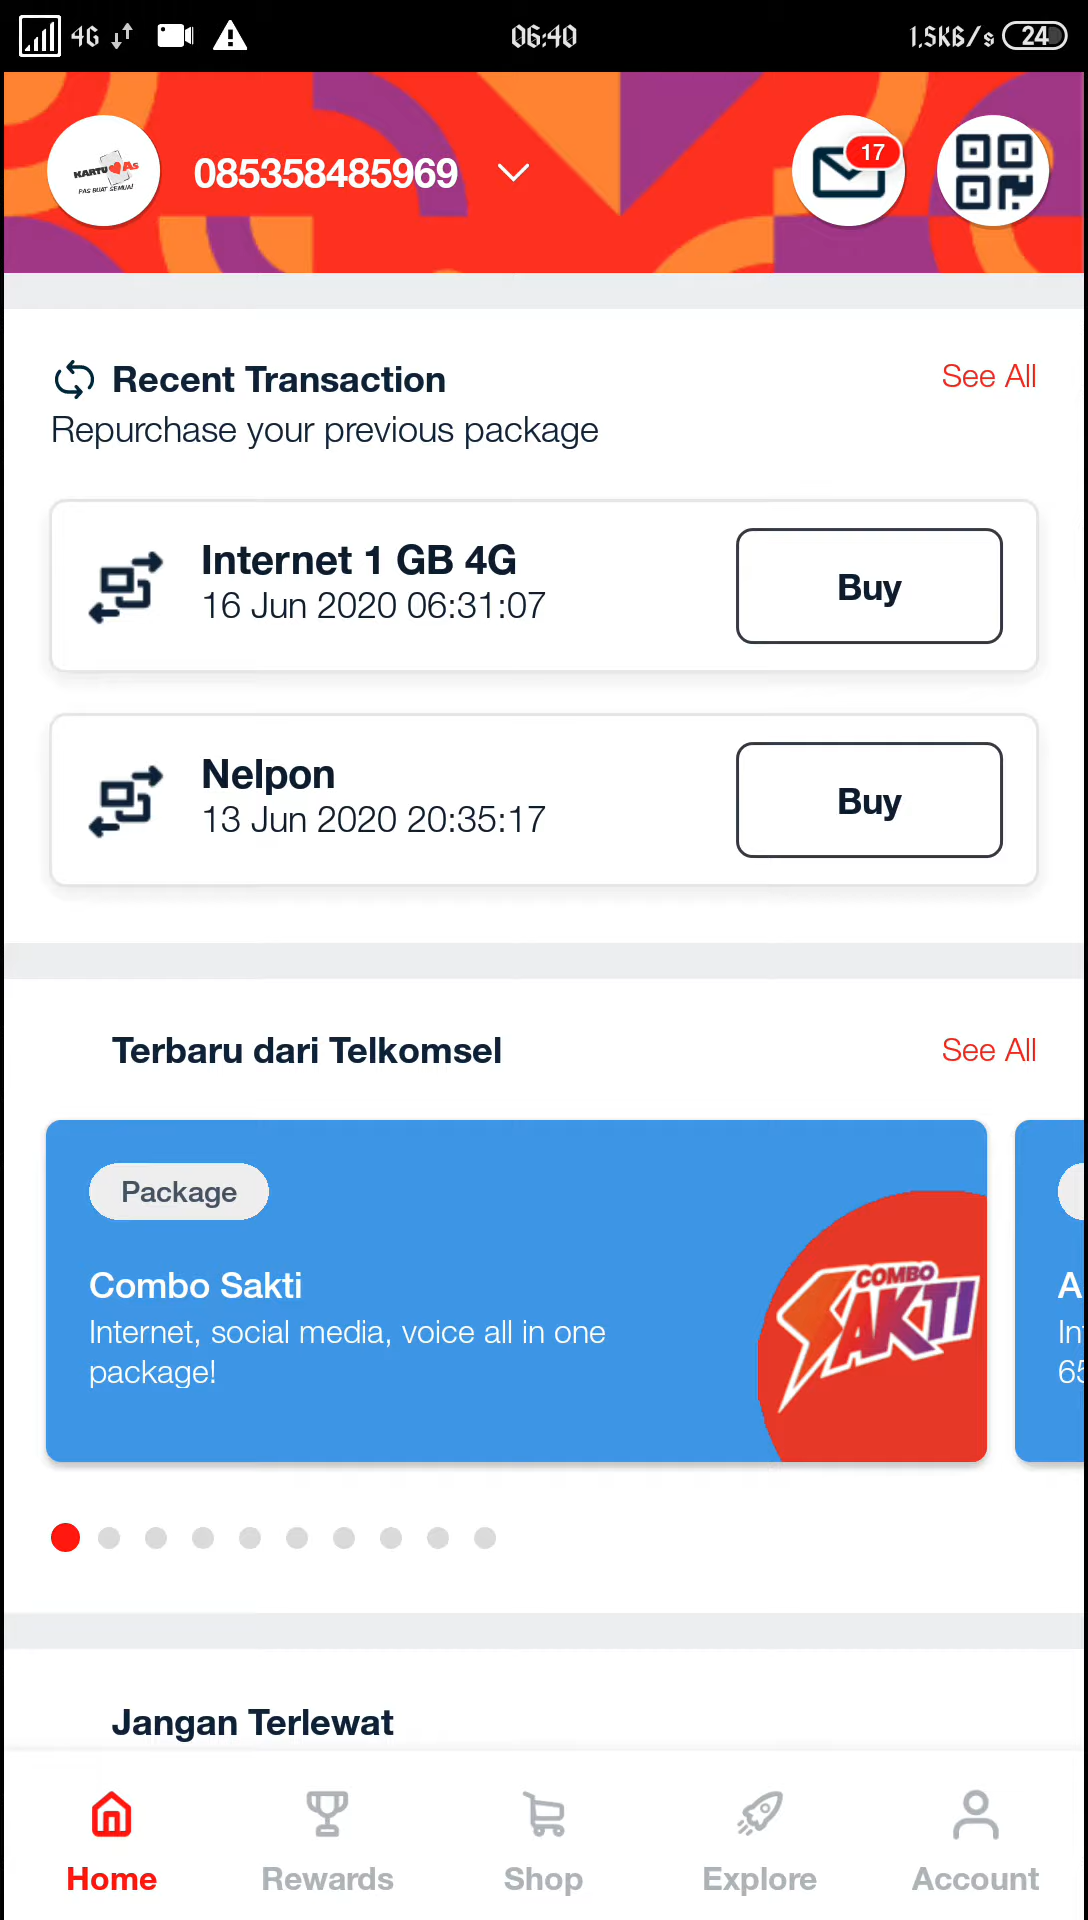 4G 06:40 1.5KB/s 24
KARTU As
PAS BUAT SEMUA!
085358485969
17
Recent Transaction See All
Repurchase your previous package
Internet 1 GB 4G
16 Jun 2020 06:31:07
Buy
Nelpon
13 Jun 2020 20:35:17
Buy
Terbaru dari Telkomsel See All
Package
Combo Sakti A
Internet, social media, voice all in one In
package! 65
COMBO
SAKTI
Jangan Terlewat
Home Rewards Shop Explore Account